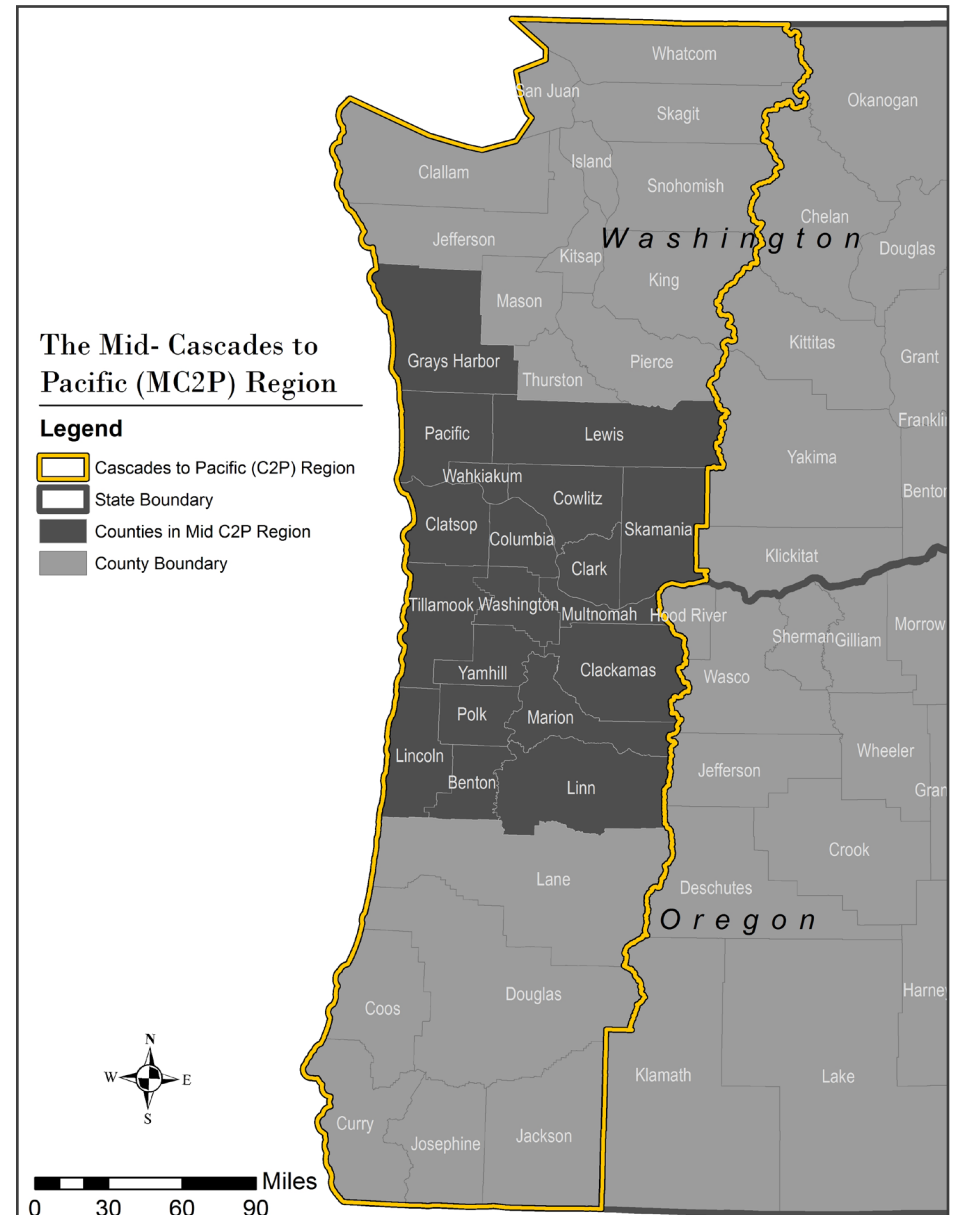 The Mid- Cascades to
Pacific (MC2P) Region
Legend
Cascades to Pacific (C2P) Region
State Boundary
Counties in Mid C2P Region
County Boundary
Whatcom
San Juan
Okanogan
Skagit
Island
Clallam
Snohomish
Chelan
Washington
Jefferson
Douglas
Kitsap
King
Mason
Kittitas
Grays Harbor
Pierce
Grant
Thurston
Franklin
Pacific
Lewis
Yakima
Wahkiakum
Cowlitz
Benton
Clatsop
Skamania
Columbia
Klickitat
Clark
Tillamook
Washington
Multnomah
Hood River
Morrow
Sherman
Gilliam
Yamhill
Clackamas
Wasco
Polk
Marion
Lincoln
Wheeler
Jefferson
Benton
Linn
Gran
Crook
Lane
Deschutes
Oregon
Douglas
Harney
Coos
Klamath
Lake
Curry
Josephine
Jackson
N
W E
S
Miles
0 30 60 90